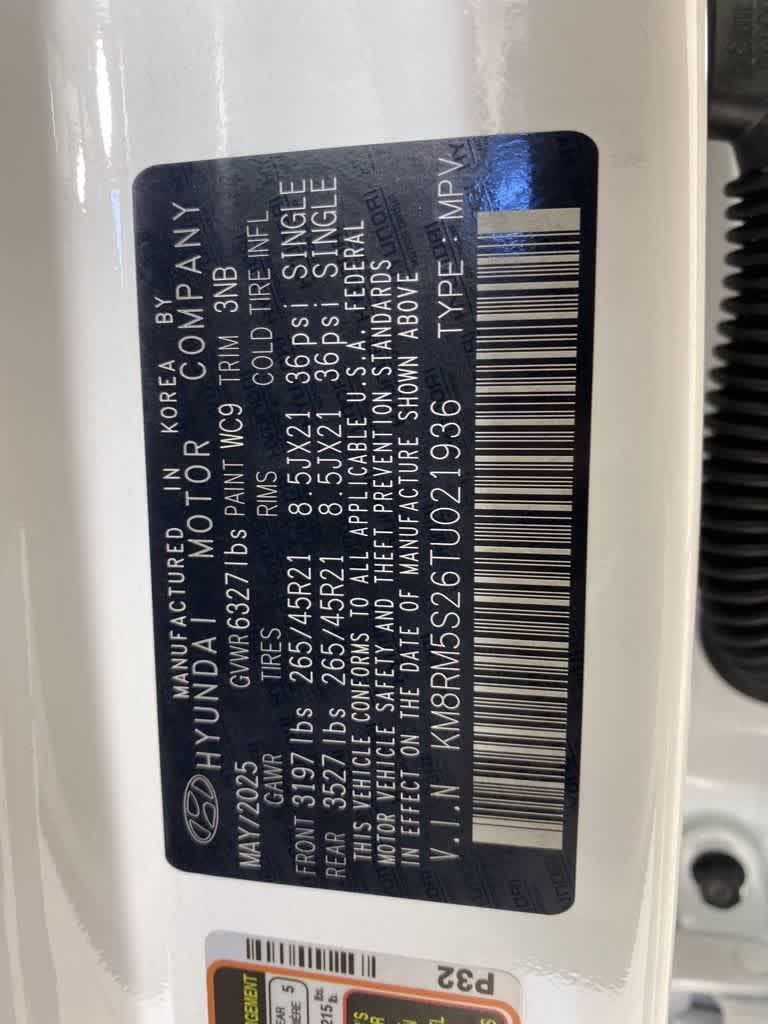 MANUFACTURED IN KOREA BY
HYUNDAI MOTOR COMPANY
MAY/2025 GVWR 6327lbs PAINT WC9 TRIM 3NB
GAWR TIRES RIMS COLD TIRE INFL
FRONT 3197lbs 265/45R21 8.5JX21 36psi SINGLE
REAR 3527lbs 265/45R21 8.5JX21 36psi SINGLE
THIS VEHICLE CONFORMS TO ALL APPLICABLE U.S.A. FEDERAL
MOTOR VEHICLE SAFETY AND THEFT PREVENTION STANDARDS
IN EFFECT ON THE DATE OF MANUFACTURE SHOWN ABOVE
V.I.N KM8RM5S26TU021936 TYPE : MPV
P32
5
215 lb.